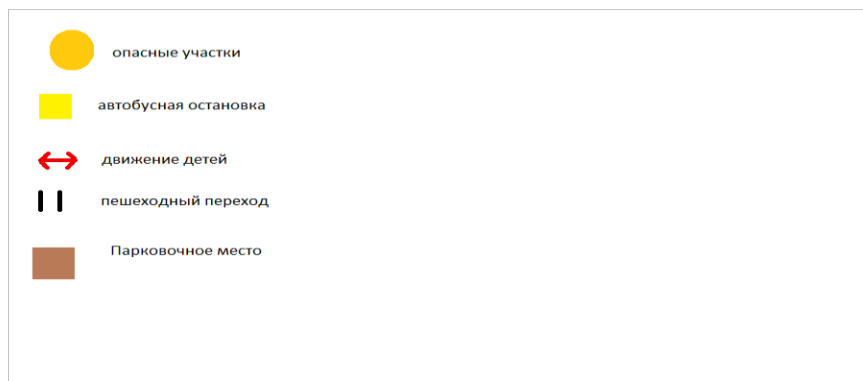 опасные участки
автобусная остановка
движение детей
пешеходный переход
Парковочное место